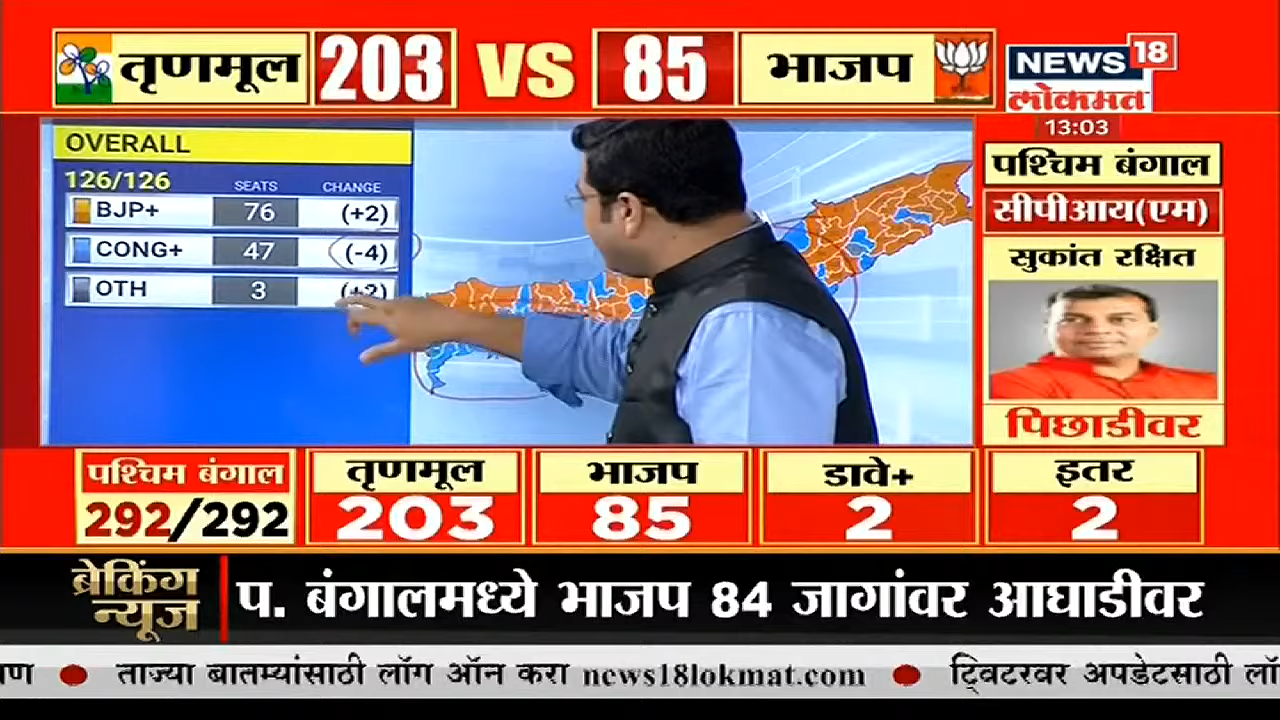 तृणमूल 203 VS 85 भाजप
NEWS 18
लोकमत
13:03
OVERALL
126/126 SEATS CHANGE
BJP+ 76 (+2)
CONG+ 47 (-4)
OTH 3 (+2)
पश्चिम बंगाल
सीपीआय(एम)
सुकांत रक्षित
पिछाडीवर
पश्चिम बंगाल
292/292
तृणमूल
203
भाजप
85
डावे+
2
इतर
2
ब्रेकिंग
न्यूज
प. बंगालमध्ये भाजप 84 जागांवर आघाडीवर
ताज्या बातम्यांसाठी लॉग ऑन करा news18lokmat.com ट्विटरवर अपडेटसाठी